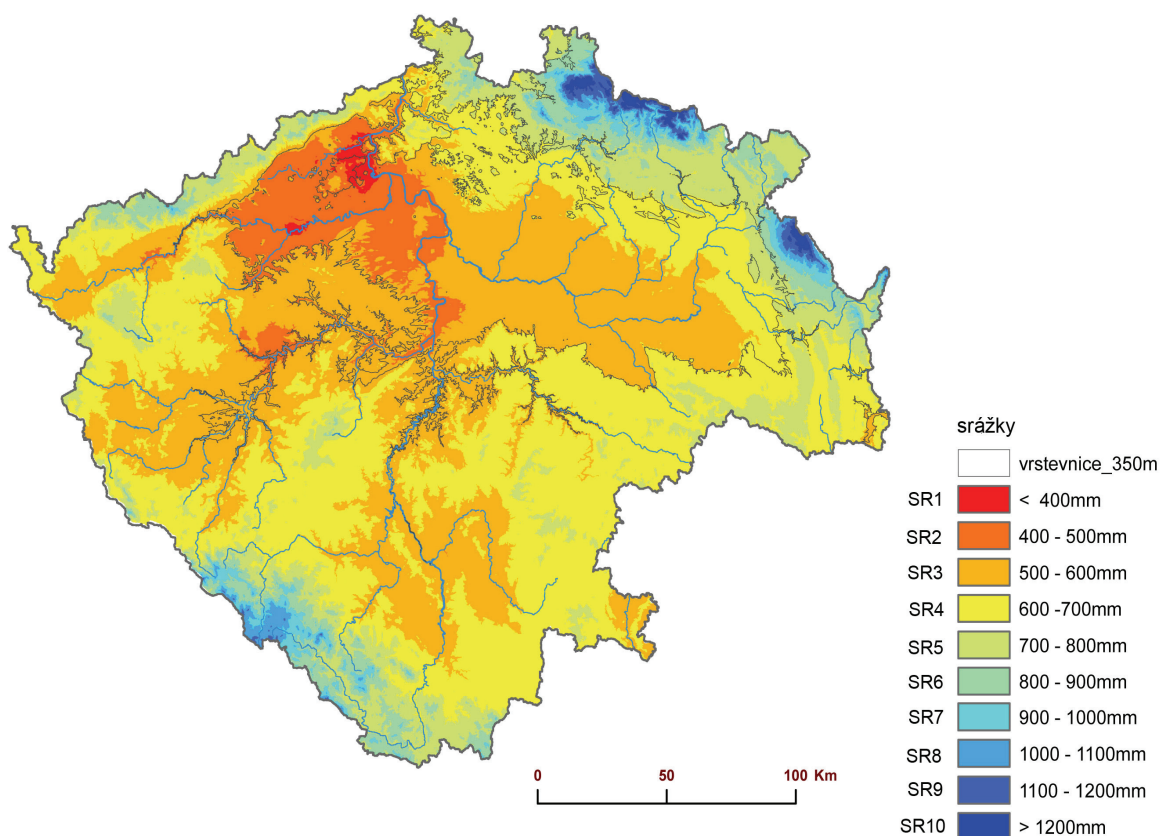 srážky
vrstevnice_350m
SR1 < 400mm
SR2 400 - 500mm
SR3 500 - 600mm
SR4 600 -700mm
SR5 700 - 800mm
SR6 800 - 900mm
SR7 900 - 1000mm
SR8 1000 - 1100mm
SR9 1100 - 1200mm
SR10 > 1200mm
0 50 100 Km